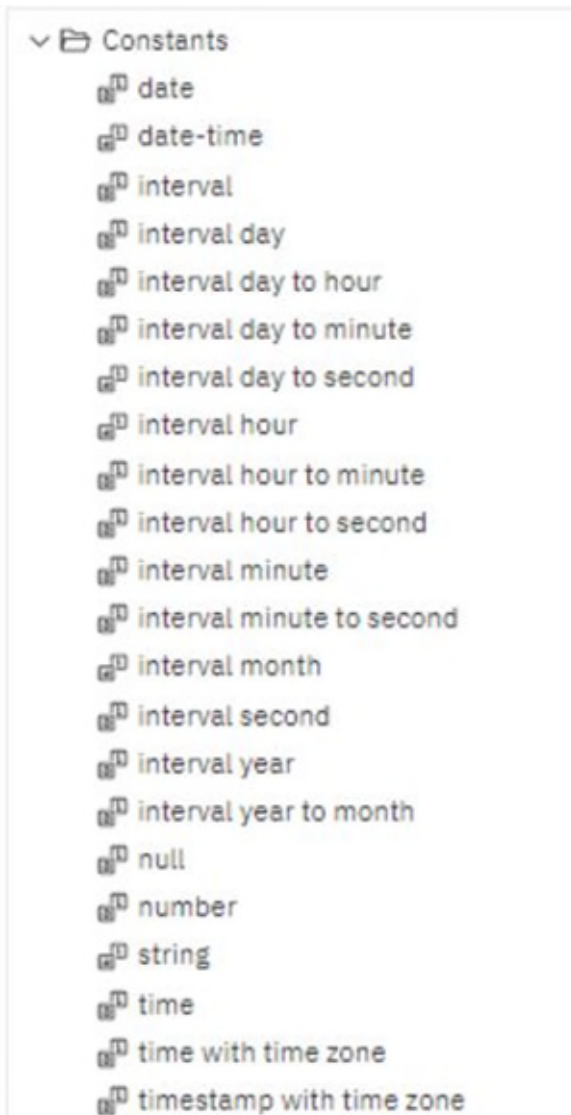 Constants
date
date-time
interval
interval day
interval day to hour
interval day to minute
interval day to second
interval hour
interval hour to minute
interval hour to second
interval minute
interval minute to second
interval month
interval second
interval year
interval year to month
null
number
string
time
time with time zone
timestamp with time zone